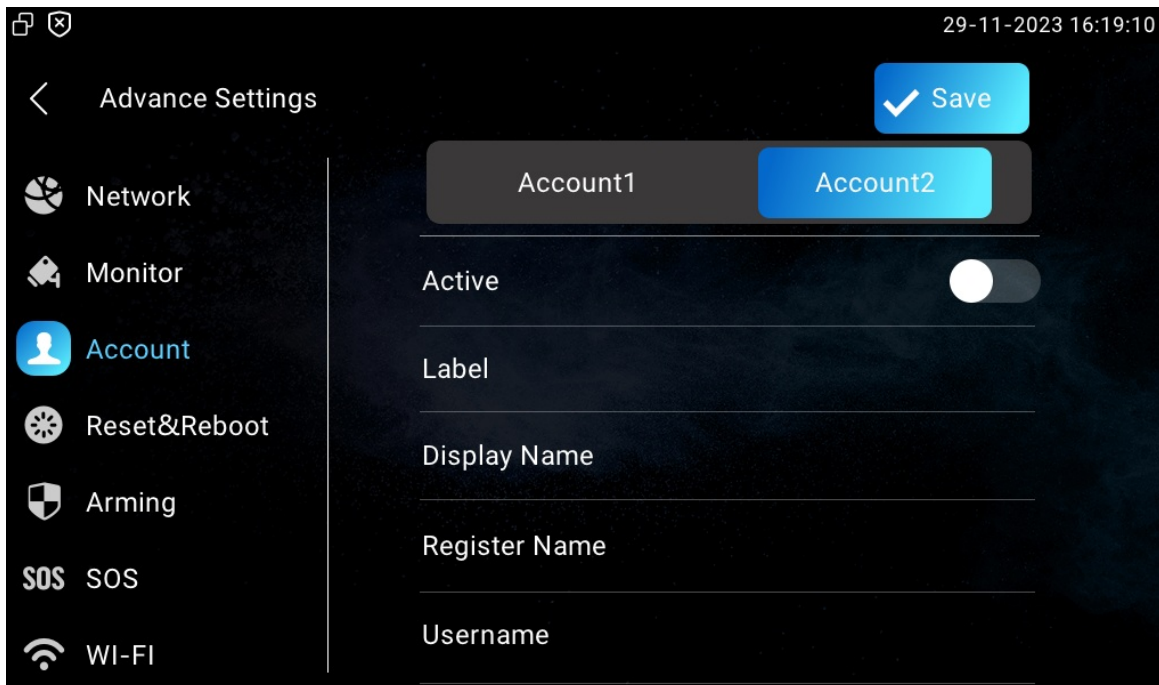 29-11-2023 16:19:10
Advance Settings
Save
Network
Monitor
Account
Reset&Reboot
Arming
SOS SOS
WI-FI
Account1 Account2
Active
Label
Display Name
Register Name
Username